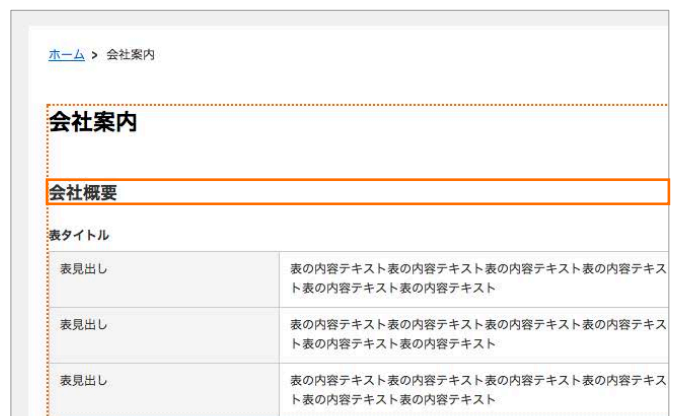 ホーム > 会社案内
会社案内
会社概要
表タイトル
表見出し
表の内容テキスト表の内容テキスト表の内容テキスト表の内容テキス
ト表の内容テキスト表の内容テキスト
表見出し
表の内容テキスト表の内容テキスト表の内容テキスト表の内容テキス
ト表の内容テキスト表の内容テキスト
表見出し
表の内容テキスト表の内容テキスト表の内容テキスト表の内容テキス
ト表の内容テキスト表の内容テキスト